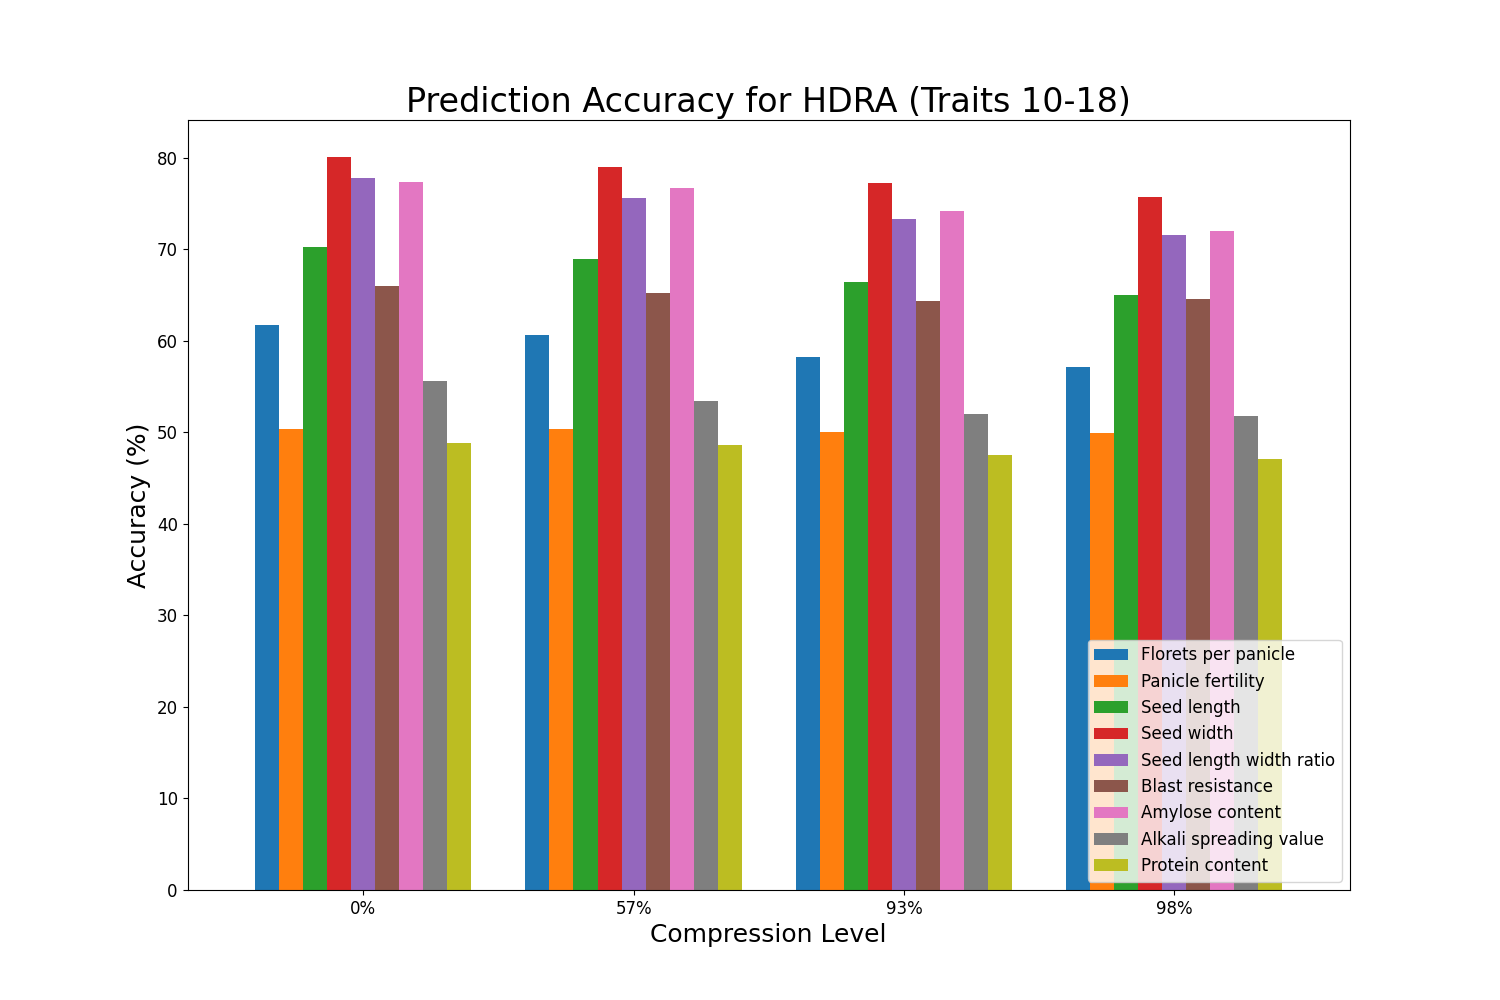 Prediction Accuracy for HDRA (Traits 10-18)
Accuracy (%)
80
70
60
50
40
30
20
10
0
0% 57% 93% 98%
Compression Level
Florets per panicle
Panicle fertility
Seed length
Seed width
Seed length width ratio
Blast resistance
Amylose content
Alkali spreading value
Protein content